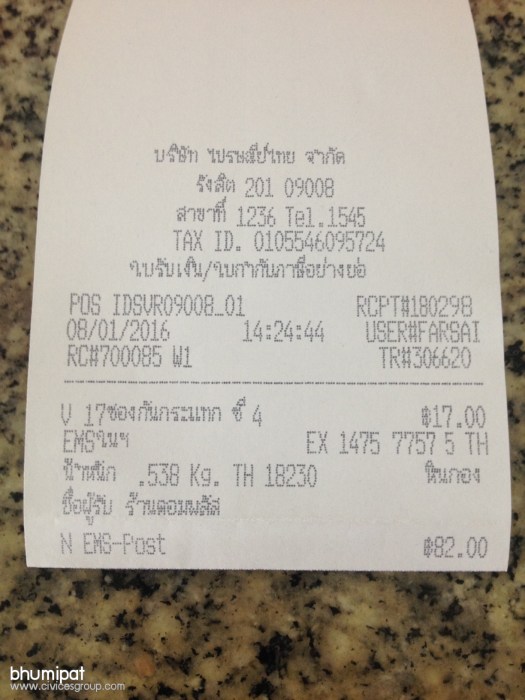 บริษัท ไปรษณีย์ไทย จำกัด
รังสิต 201 09008
สาขาที่ 1236 Tel.1545
TAX ID. 0105546095724
ใบรับเงิน/ใบกำกับภาษีอย่างย่อ
POS IDSVR09008_01 RCPT#180298
08/01/2016 14:24:44 USER#FARSAI
RC#700085 W1 TR#306620
V 17ซองกันกระแทก ซี 4 ฿17.00
EMSในฯ EX 1475 7757 5 TH
น้ำหนัก .538 Kg. TH 18230 หินกอง
ชื่อผู้รับ ร้านคอมพลัส
N EMS-Post ฿82.00
bhumipat
www.civicesgroup.com